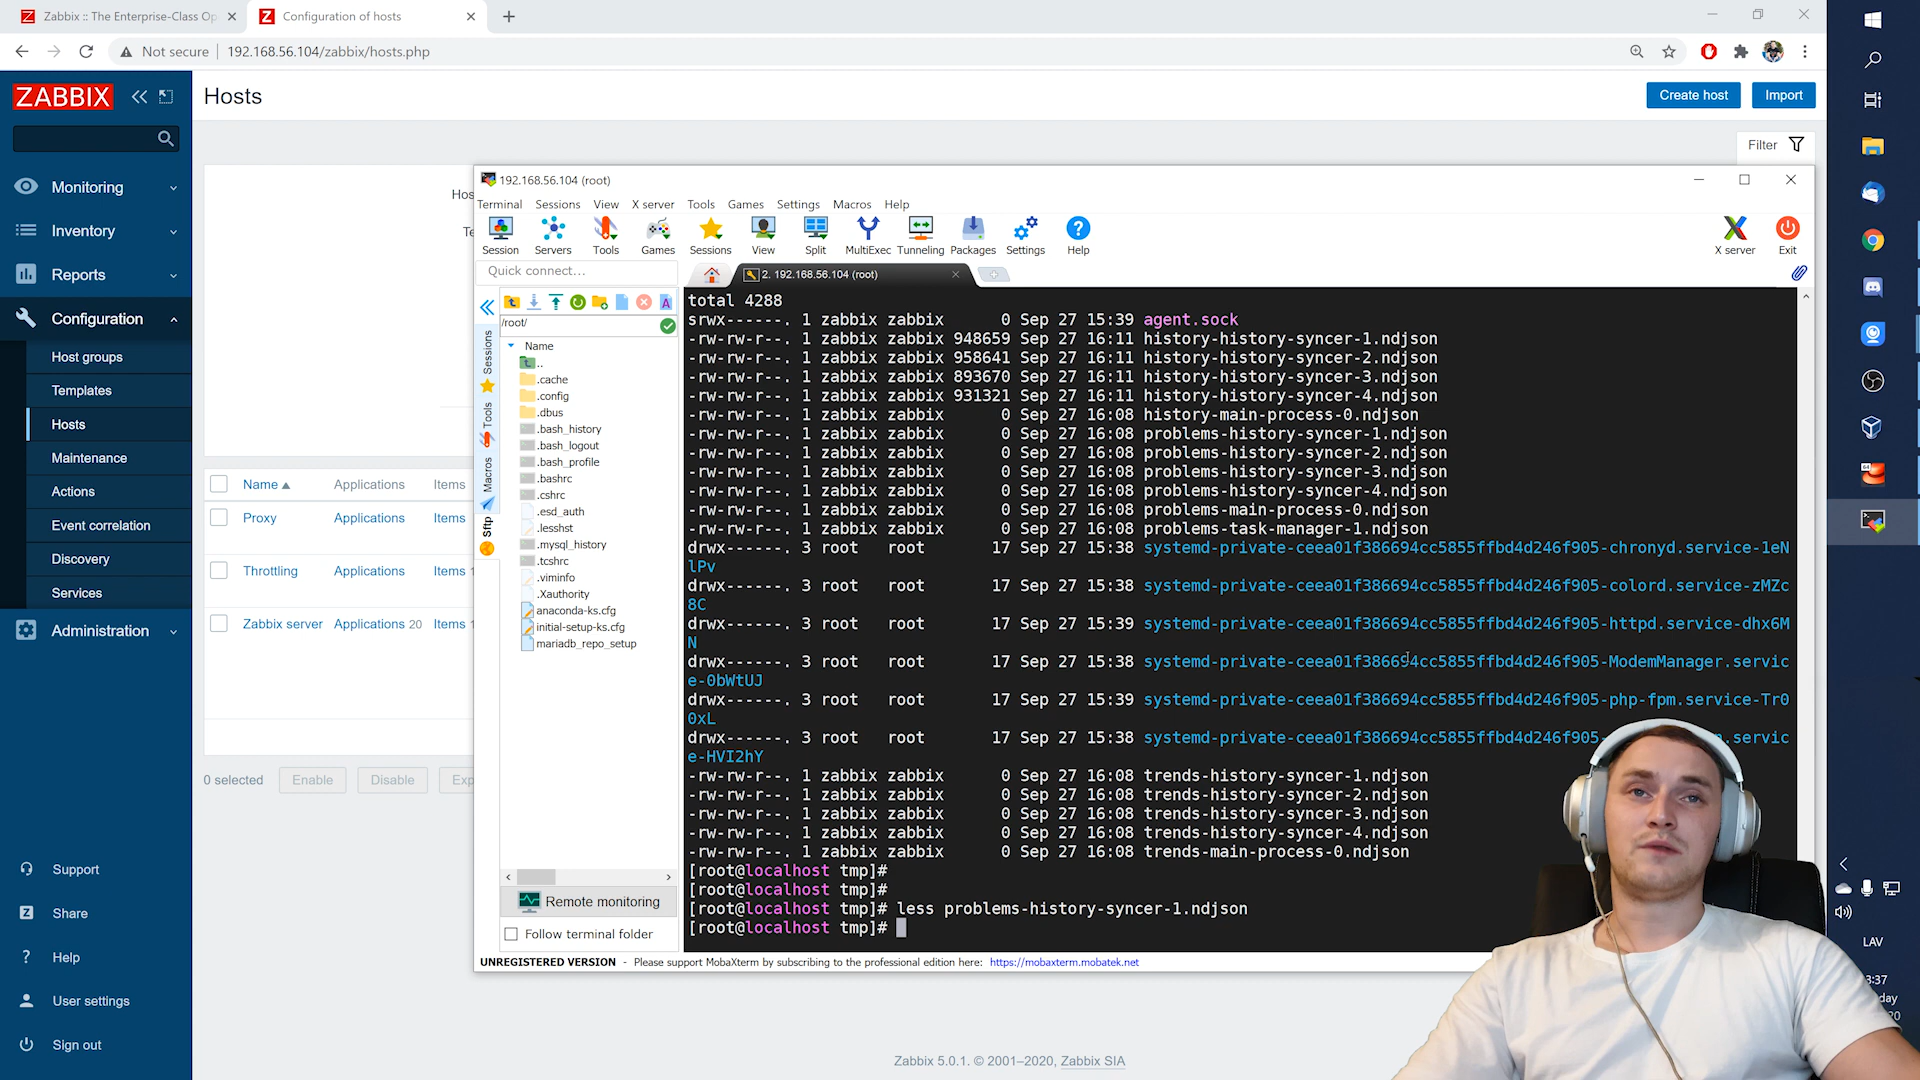 Zabbix :: The Enterprise-Class Op
Configuration of hosts
Not secure
192.168.56.104/zabbix/hosts.php
ZABBIX
Hosts
Create host
Import
Filter
Monitoring
Inventory
Reports
Configuration
Host groups
Templates
Hosts
Maintenance
Actions
Event correlation
Discovery
Services
Administration
Support
Share
Help
User settings
Sign out
Hos
Te
Name
Applications
Items
Proxy
Applications
Items
Throttling
Applications
Items 1
Zabbix server
Applications 20
Items 1
0 selected
Enable
Disable
Exp
192.168.56.104 (root)
Terminal Sessions View X server Tools Games Settings Macros Help
Session Servers Tools Games Sessions View Split MultiExec Tunneling Packages Settings Help
X server Exit
Quick connect...
2. 192.168.56.104 (root)
Sessions
Tools
Macros
Sftp
/root/
Name
..
.cache
.config
.dbus
.bash_history
.bash_logout
.bash_profile
.bashrc
.cshrc
.esd_auth
.lesshst
.mysql_history
.tcshrc
.viminfo
.Xauthority
anaconda-ks.cfg
initial-setup-ks.cfg
mariadb_repo_setup
Remote monitoring
Follow terminal folder
total 4288
srwx------. 1 zabbix zabbix 0 Sep 27 15:39 agent.sock
-rw-rw-r--. 1 zabbix zabbix 948659 Sep 27 16:11 history-history-syncer-1.ndjson
-rw-rw-r--. 1 zabbix zabbix 958641 Sep 27 16:11 history-history-syncer-2.ndjson
-rw-rw-r--. 1 zabbix zabbix 893670 Sep 27 16:11 history-history-syncer-3.ndjson
-rw-rw-r--. 1 zabbix zabbix 931321 Sep 27 16:11 history-history-syncer-4.ndjson
-rw-rw-r--. 1 zabbix zabbix 0 Sep 27 16:08 history-main-process-0.ndjson
-rw-rw-r--. 1 zabbix zabbix 0 Sep 27 16:08 problems-history-syncer-1.ndjson
-rw-rw-r--. 1 zabbix zabbix 0 Sep 27 16:08 problems-history-syncer-2.ndjson
-rw-rw-r--. 1 zabbix zabbix 0 Sep 27 16:08 problems-history-syncer-3.ndjson
-rw-rw-r--. 1 zabbix zabbix 0 Sep 27 16:08 problems-history-syncer-4.ndjson
-rw-rw-r--. 1 zabbix zabbix 0 Sep 27 16:08 problems-main-process-0.ndjson
-rw-rw-r--. 1 zabbix zabbix 0 Sep 27 16:08 problems-task-manager-1.ndjson
drwx------. 3 root root 17 Sep 27 15:38 systemd-private-ceea01f386694cc5855ffbd4d246f905-chronyd.service-1eN
lPv
drwx------. 3 root root 17 Sep 27 15:38 systemd-private-ceea01f386694cc5855ffbd4d246f905-colord.service-zMZc
8C
drwx------. 3 root root 17 Sep 27 15:39 systemd-private-ceea01f386694cc5855ffbd4d246f905-httpd.service-dhx6M
N
drwx------. 3 root root 17 Sep 27 15:38 systemd-private-ceea01f386694cc5855ffbd4d246f905-ModemManager.servic
e-0bWtUJ
drwx------. 3 root root 17 Sep 27 15:39 systemd-private-ceea01f386694cc5855ffbd4d246f905-php-fpm.service-Tr0
0xL
drwx------. 3 root root 17 Sep 27 15:38 systemd-private-ceea01f386694cc5855ffbd4d246f905- .servic
e-HVI2hY
-rw-rw-r--. 1 zabbix zabbix 0 Sep 27 16:08 trends-history-syncer-1.ndjson
-rw-rw-r--. 1 zabbix zabbix 0 Sep 27 16:08 trends-history-syncer-2.ndjson
-rw-rw-r--. 1 zabbix zabbix 0 Sep 27 16:08 trends-history-syncer-3.ndjson
-rw-rw-r--. 1 zabbix zabbix 0 Sep 27 16:08 trends-history-syncer-4.ndjson
-rw-rw-r--. 1 zabbix zabbix 0 Sep 27 16:08 trends-main-process-0.ndjson
[root@localhost tmp]#
[root@localhost tmp]#
[root@localhost tmp]# less problems-history-syncer-1.ndjson
[root@localhost tmp]#
UNREGISTERED VERSION - Please support MobaXterm by subscribing to the professional edition here: https://mobaxterm.mobatek.net
Zabbix 5.0.1. © 2001–2020, Zabbix SIA
LAV
3:37
day
20